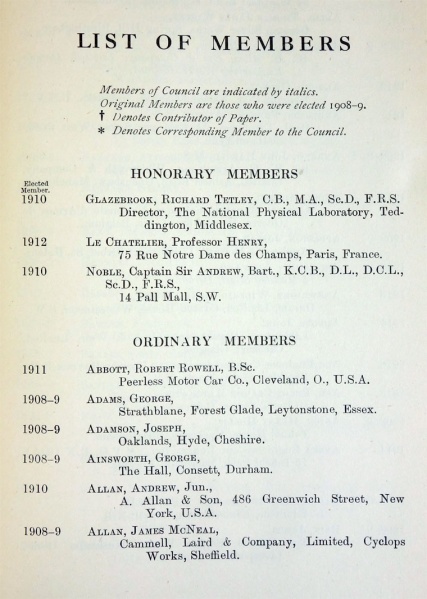 LIST OF MEMBERS
Members of Council are indicated by italics.
Original Members are those who were elected 1908-9.
† Denotes Contributor of Paper.
* Denotes Corresponding Member to the Council.
HONORARY MEMBERS
Elected
Member.
1910 GLAZEBROOK, RICHARD TETLEY, C.B., M.A., Sc.D., F.R.S.
Director, The National Physical Laboratory, Ted-
dington, Middlesex.
1912 LE CHATELIER, Professor HENRY,
75 Rue Notre Dame des Champs, Paris, France.
1910 NOBLE, Captain Sir ANDREW, Bart., K.C.B., D.L., D.C.L.,
Sc.D., F.R.S.,
14 Pall Mall, S.W.
ORDINARY MEMBERS
1911 ABBOTT, ROBERT ROWELL, B.Sc.
Peerless Motor Car Co., Cleveland, O., U.S.A.
1908-9 ADAMS, GEORGE,
Strathblane, Forest Glade, Leytonstone, Essex.
1908-9 ADAMSON, JOSEPH,
Oaklands, Hyde, Cheshire.
1908-9 AINSWORTH, GEORGE,
The Hall, Consett, Durham.
1910 ALLAN, ANDREW, Jun.,
A. Allan & Son, 486 Greenwich Street, New
York, U.S.A.
1908-9 ALLAN, JAMES MCNEAL,
Cammell, Laird & Company, Limited, Cyclops
Works, Sheffield.